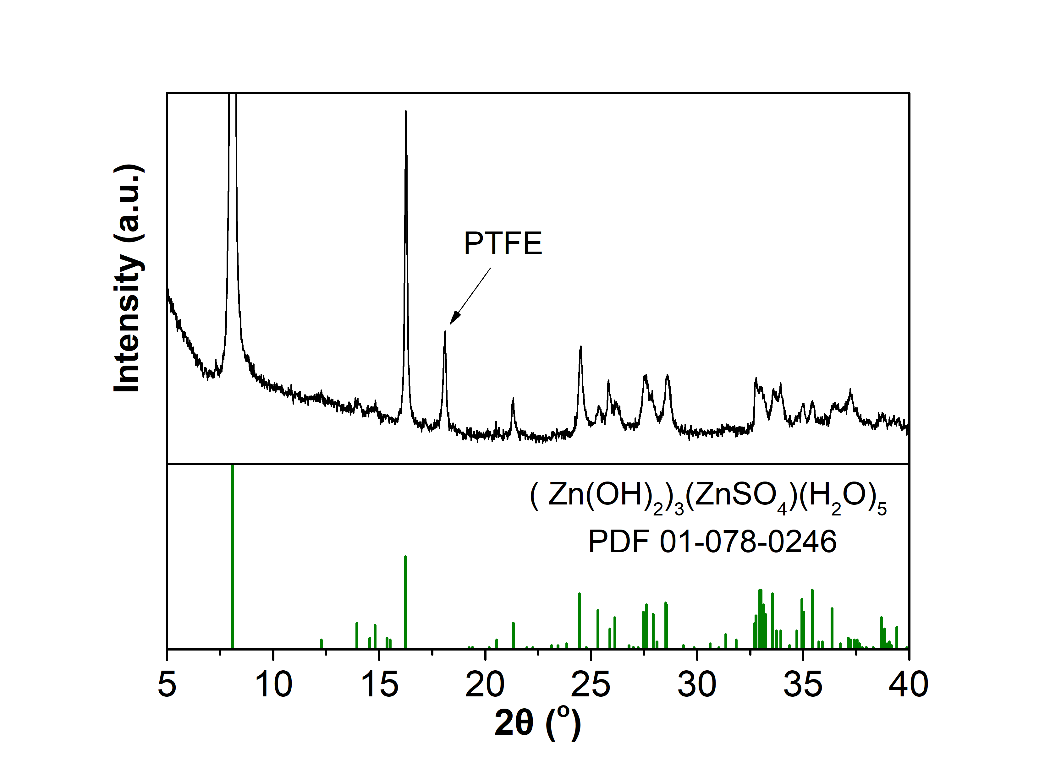 Intensity (a.u.)
PTFE
( Zn(OH)₂)₃(ZnSO₄)(H₂O)₅
PDF 01-078-0246
5 10 15 20 25 30 35 40
2θ (°)